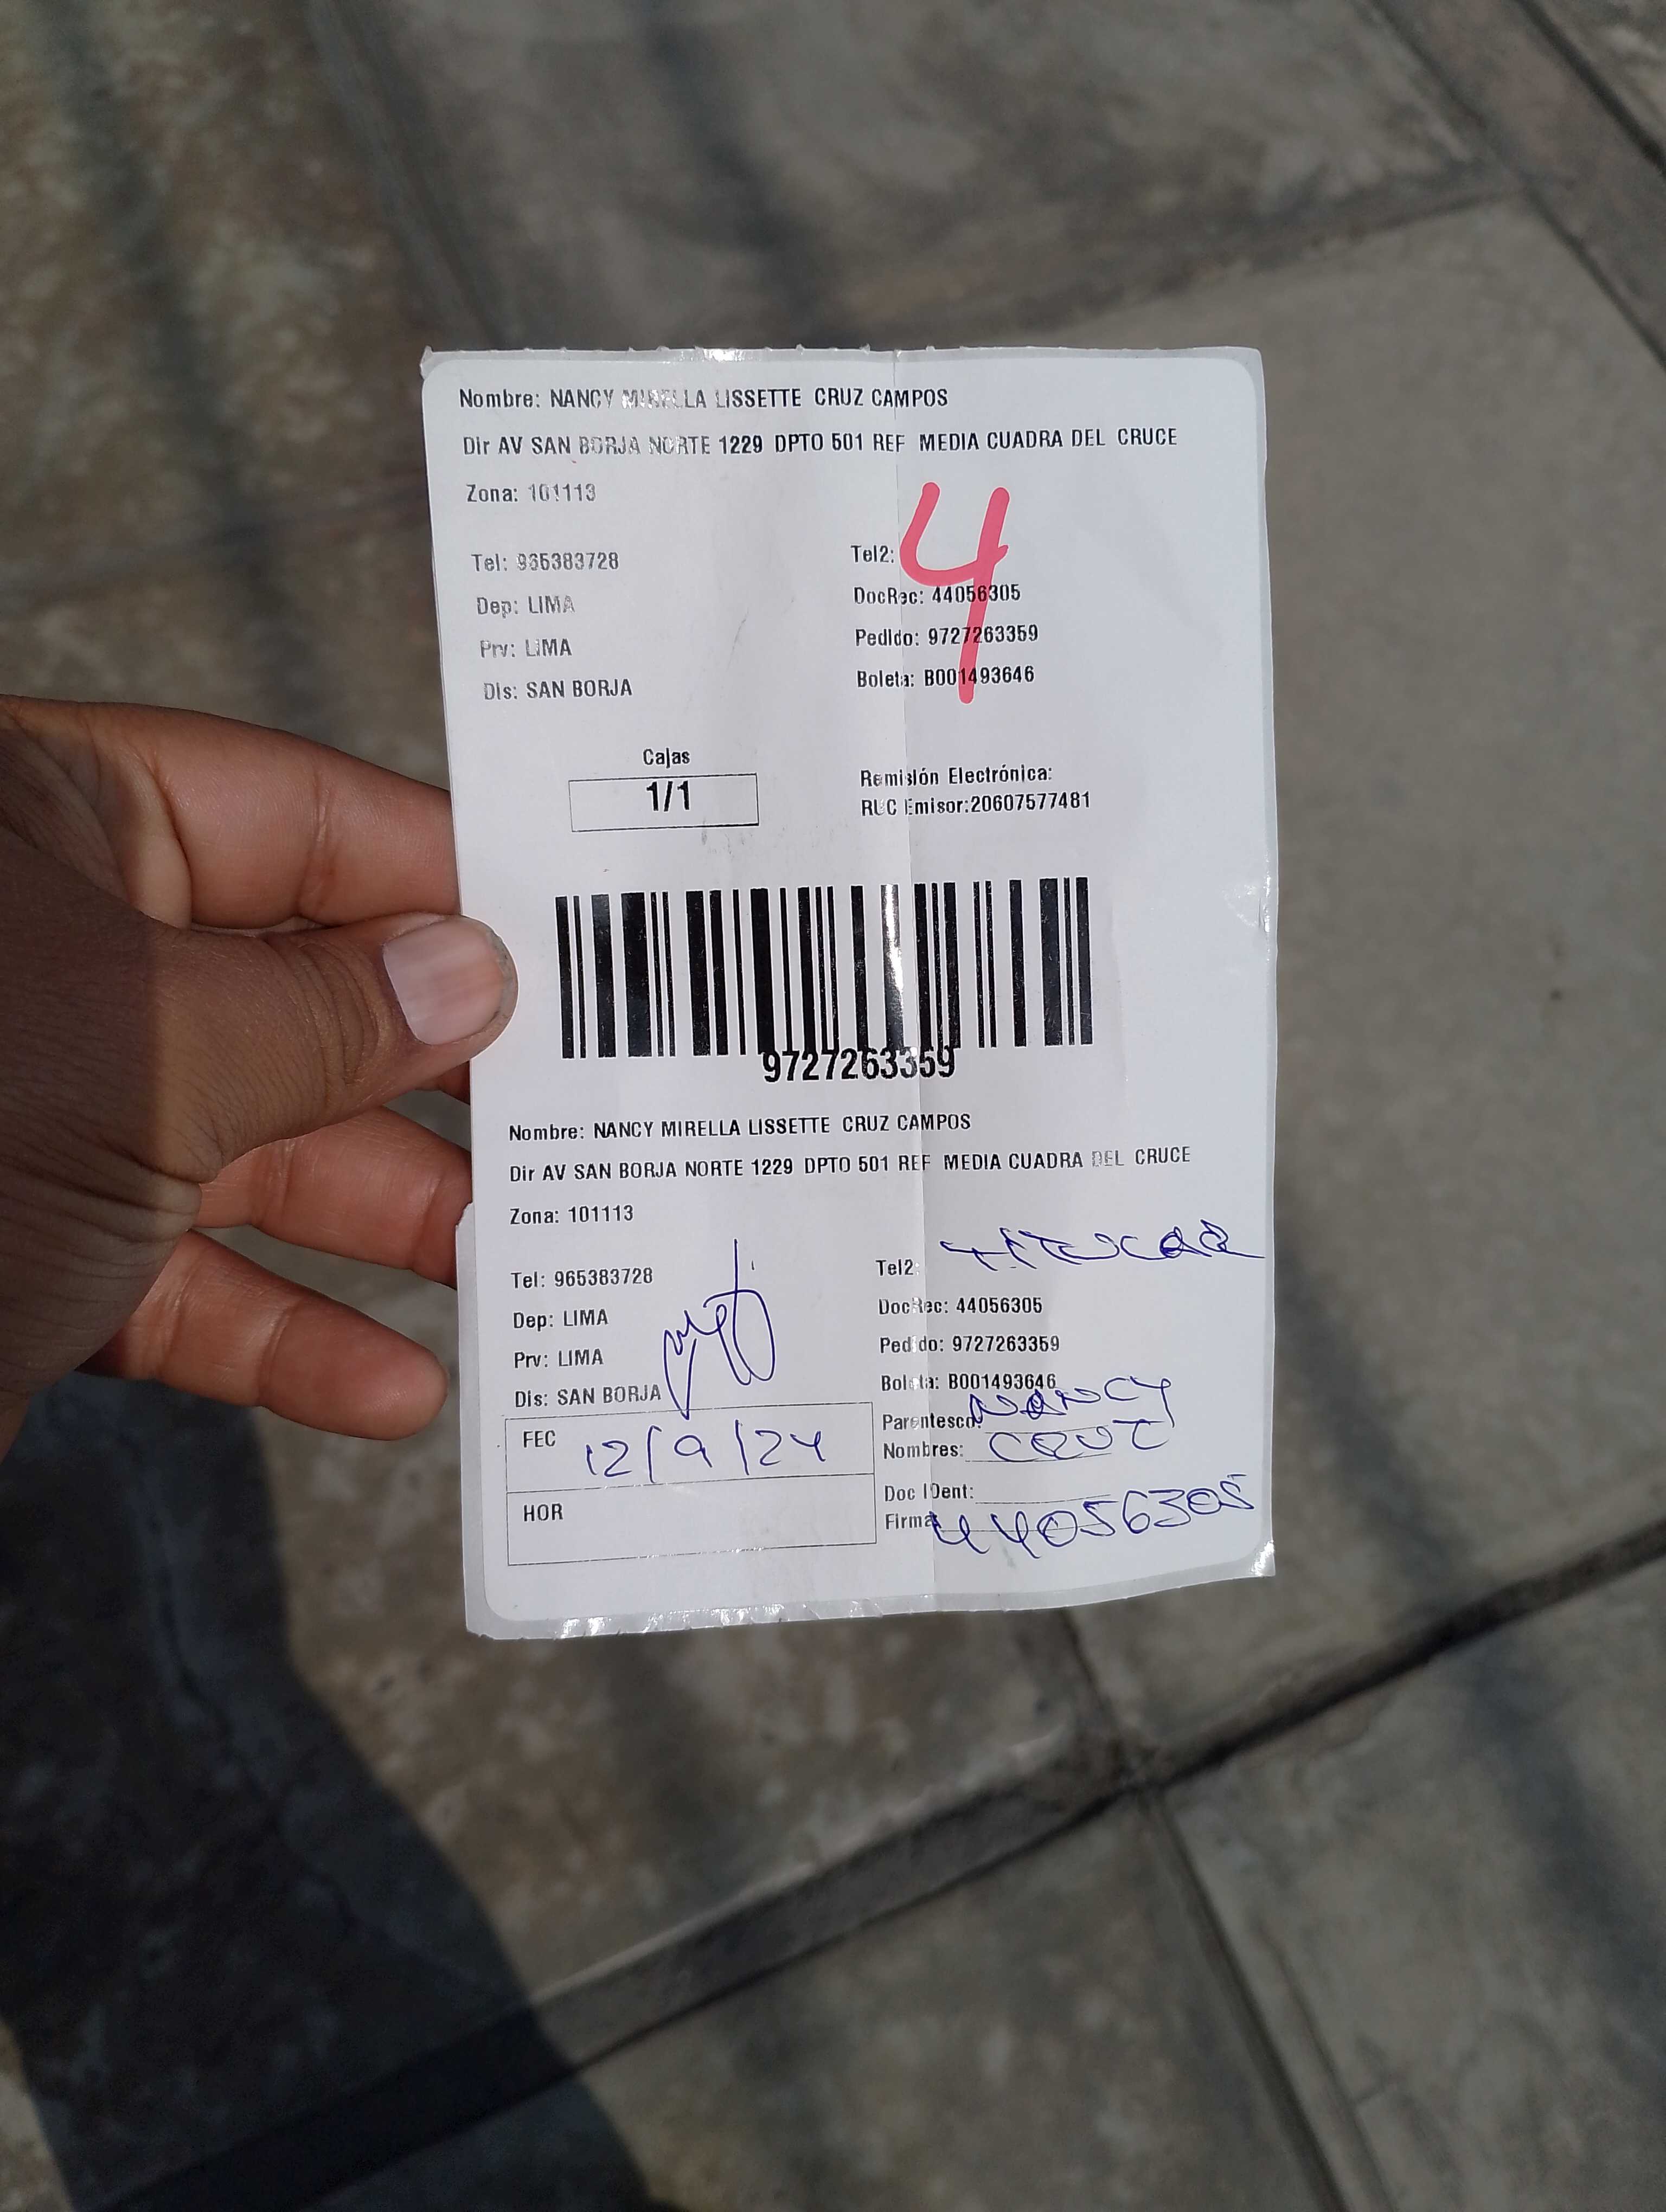 Nombre: NANCY MIRELLA LISSETTE CRUZ CAMPOS
Dir AV SAN BORJA NORTE 1229 DPTO 501 REF MEDIA CUADRA DEL CRUCE
Zona: 101113
4
Tel: 965383728 Tel2:
Dep: LIMA DocRec: 44056305
Prv: LIMA Pedido: 9727263359
Dis: SAN BORJA Boleta: B001493646
Cajas
1/1
Remisión Electrónica:
RUC Emisor:20607577481
9727263359
Nombre: NANCY MIRELLA LISSETTE CRUZ CAMPOS
Dir AV SAN BORJA NORTE 1229 DPTO 501 REF MEDIA CUADRA DEL CRUCE
Zona: 101113
Tel: 965383728 Tel2: TITULAR
Dep: LIMA DocRec: 44056305
Prv: LIMA Pedido: 9727263359
Dis: SAN BORJA Boleta: B001493646
FEC 12/9/24
HOR
Parentesco: NANCY
Nombres: CRUZ
Doc IDent:
Firma 44056305